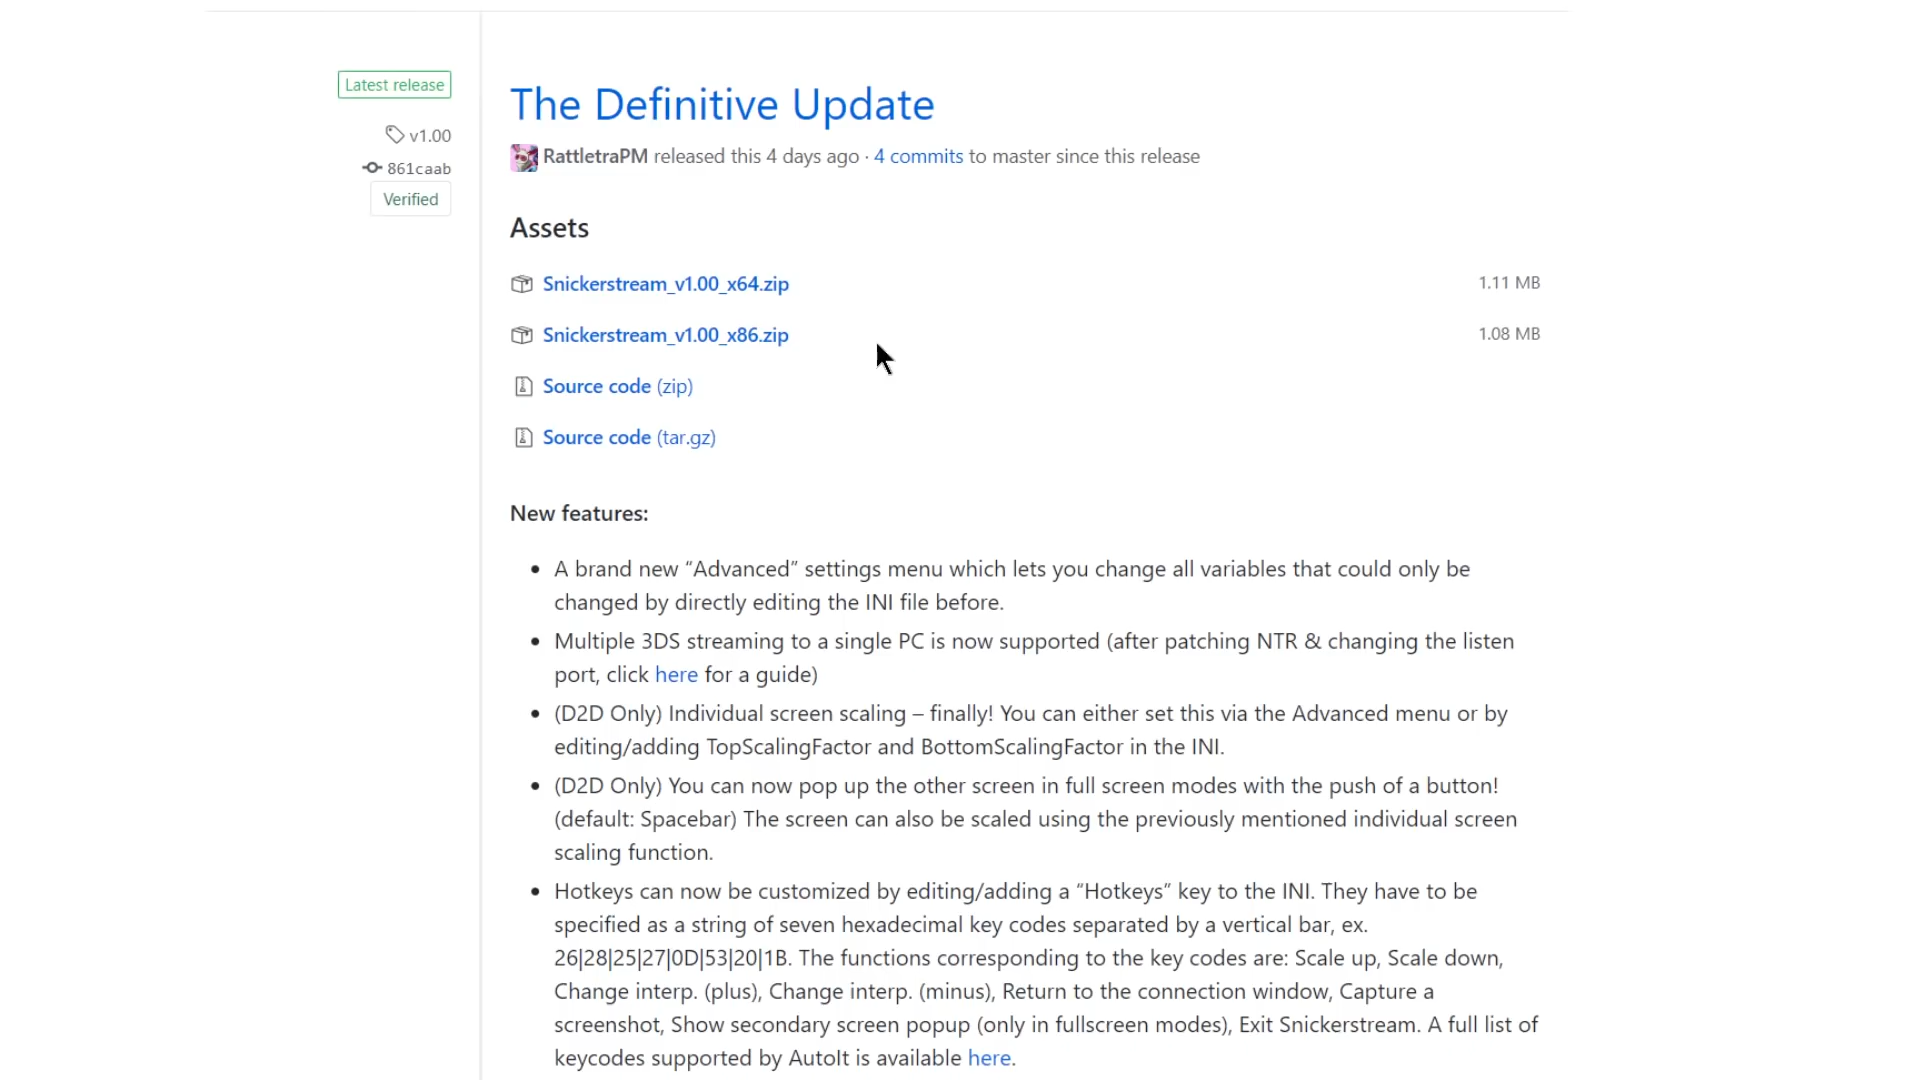 Latest release
v1.00
861caab
Verified
The Definitive Update
RattletraPM released this 4 days ago · 4 commits to master since this release
Assets
Snickerstream_v1.00_x64.zip 1.11 MB
Snickerstream_v1.00_x86.zip 1.08 MB
Source code (zip)
Source code (tar.gz)
New features:
• A brand new “Advanced” settings menu which lets you change all variables that could only be
changed by directly editing the INI file before.
• Multiple 3DS streaming to a single PC is now supported (after patching NTR & changing the listen
port, click here for a guide)
• (D2D Only) Individual screen scaling – finally! You can either set this via the Advanced menu or by
editing/adding TopScalingFactor and BottomScalingFactor in the INI.
• (D2D Only) You can now pop up the other screen in full screen modes with the push of a button!
(default: Spacebar) The screen can also be scaled using the previously mentioned individual screen
scaling function.
• Hotkeys can now be customized by editing/adding a “Hotkeys” key to the INI. They have to be
specified as a string of seven hexadecimal key codes separated by a vertical bar, ex.
26|28|25|27|0D|53|20|1B. The functions corresponding to the key codes are: Scale up, Scale down,
Change interp. (plus), Change interp. (minus), Return to the connection window, Capture a
screenshot, Show secondary screen popup (only in fullscreen modes), Exit Snickerstream. A full list of
keycodes supported by AutoIt is available here.